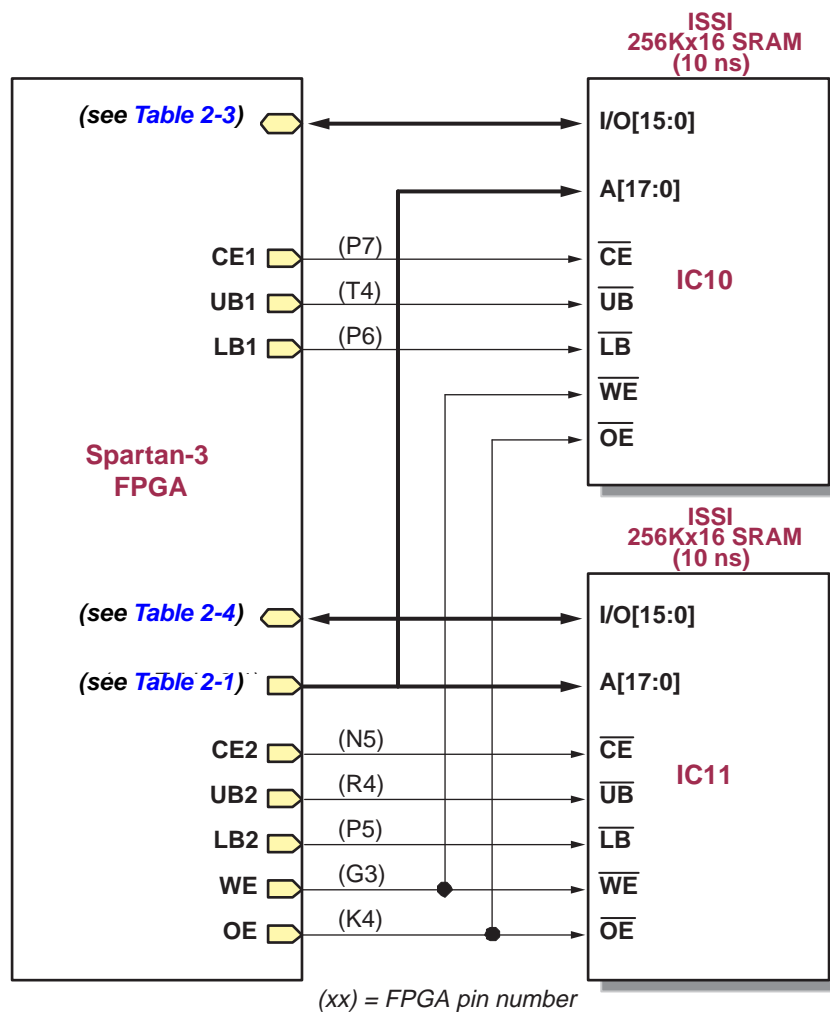 ISSI
256Kx16 SRAM
(10 ns)
(see Table 2-3)
I/O[15:0]
A[17:0]
CE1
(P7)
CE
IC10
UB1
(T4)
UB
LB1
(P6)
LB
WE
OE
Spartan-3
FPGA
ISSI
256Kx16 SRAM
(10 ns)
(see Table 2-4)
I/O[15:0]
(see Table 2-1)
A[17:0]
CE2
(N5)
CE
IC11
UB2
(R4)
UB
LB2
(P5)
LB
WE
(G3)
WE
OE
(K4)
OE
(xx) = FPGA pin number